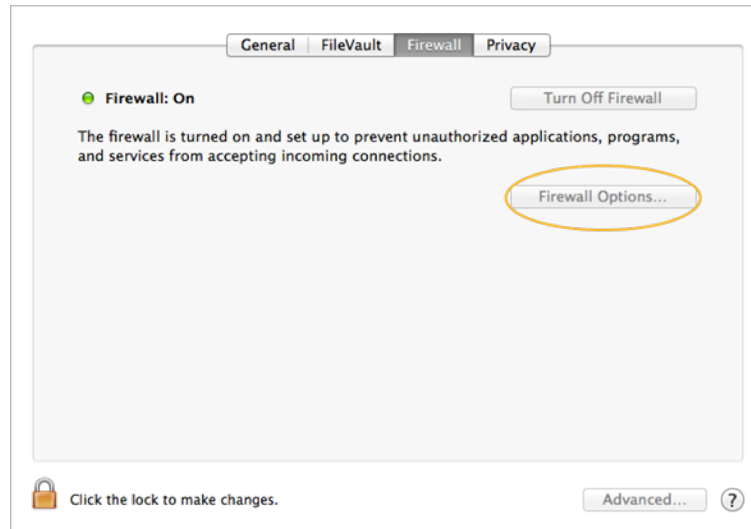 General FileVault Firewall Privacy
Firewall: On Turn Off Firewall
The firewall is turned on and set up to prevent unauthorized applications, programs,
and services from accepting incoming connections.
Firewall Options...
Click the lock to make changes. Advanced... ?